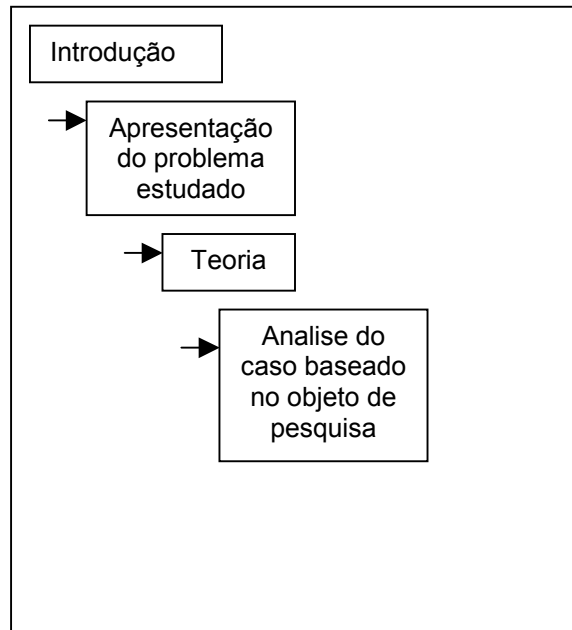 Introdução
Apresentação
do problema
estudado
Teoria
Analise do
caso baseado
no objeto de
pesquisa